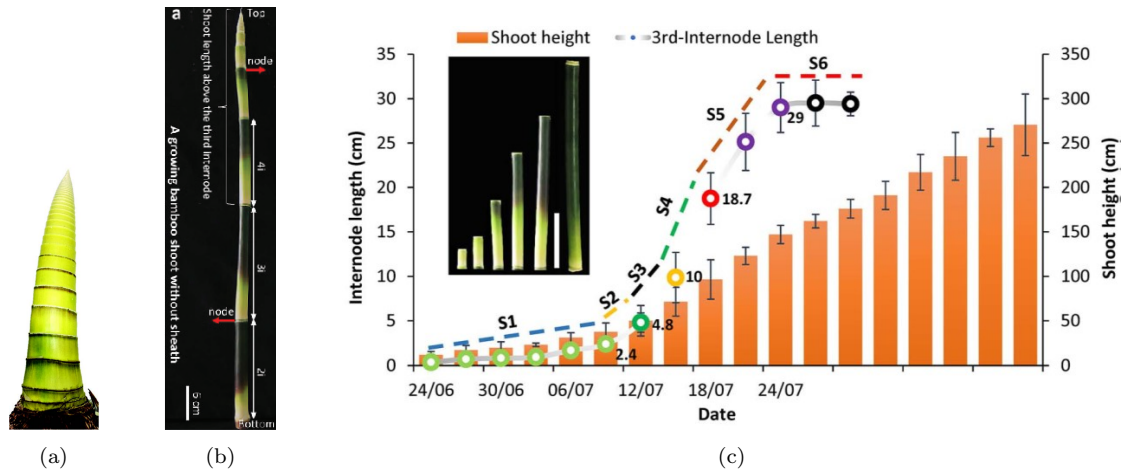 a
Top
node
Shoot length above the third internode
A growing bamboo shoot without sheath
4i
3i
node
2i
5 cm
Bottom
(a)
(b)
Shoot height
3rd-Internode Length
Internode length (cm)
35
30
25
20
15
10
5
0
S1
S2
S3
S4
S5
S6
2.4
4.8
10
18.7
29
350
300
250
200
150
100
50
0
Shoot height (cm)
24/06 30/06 06/07 12/07 18/07 24/07
Date
(c)